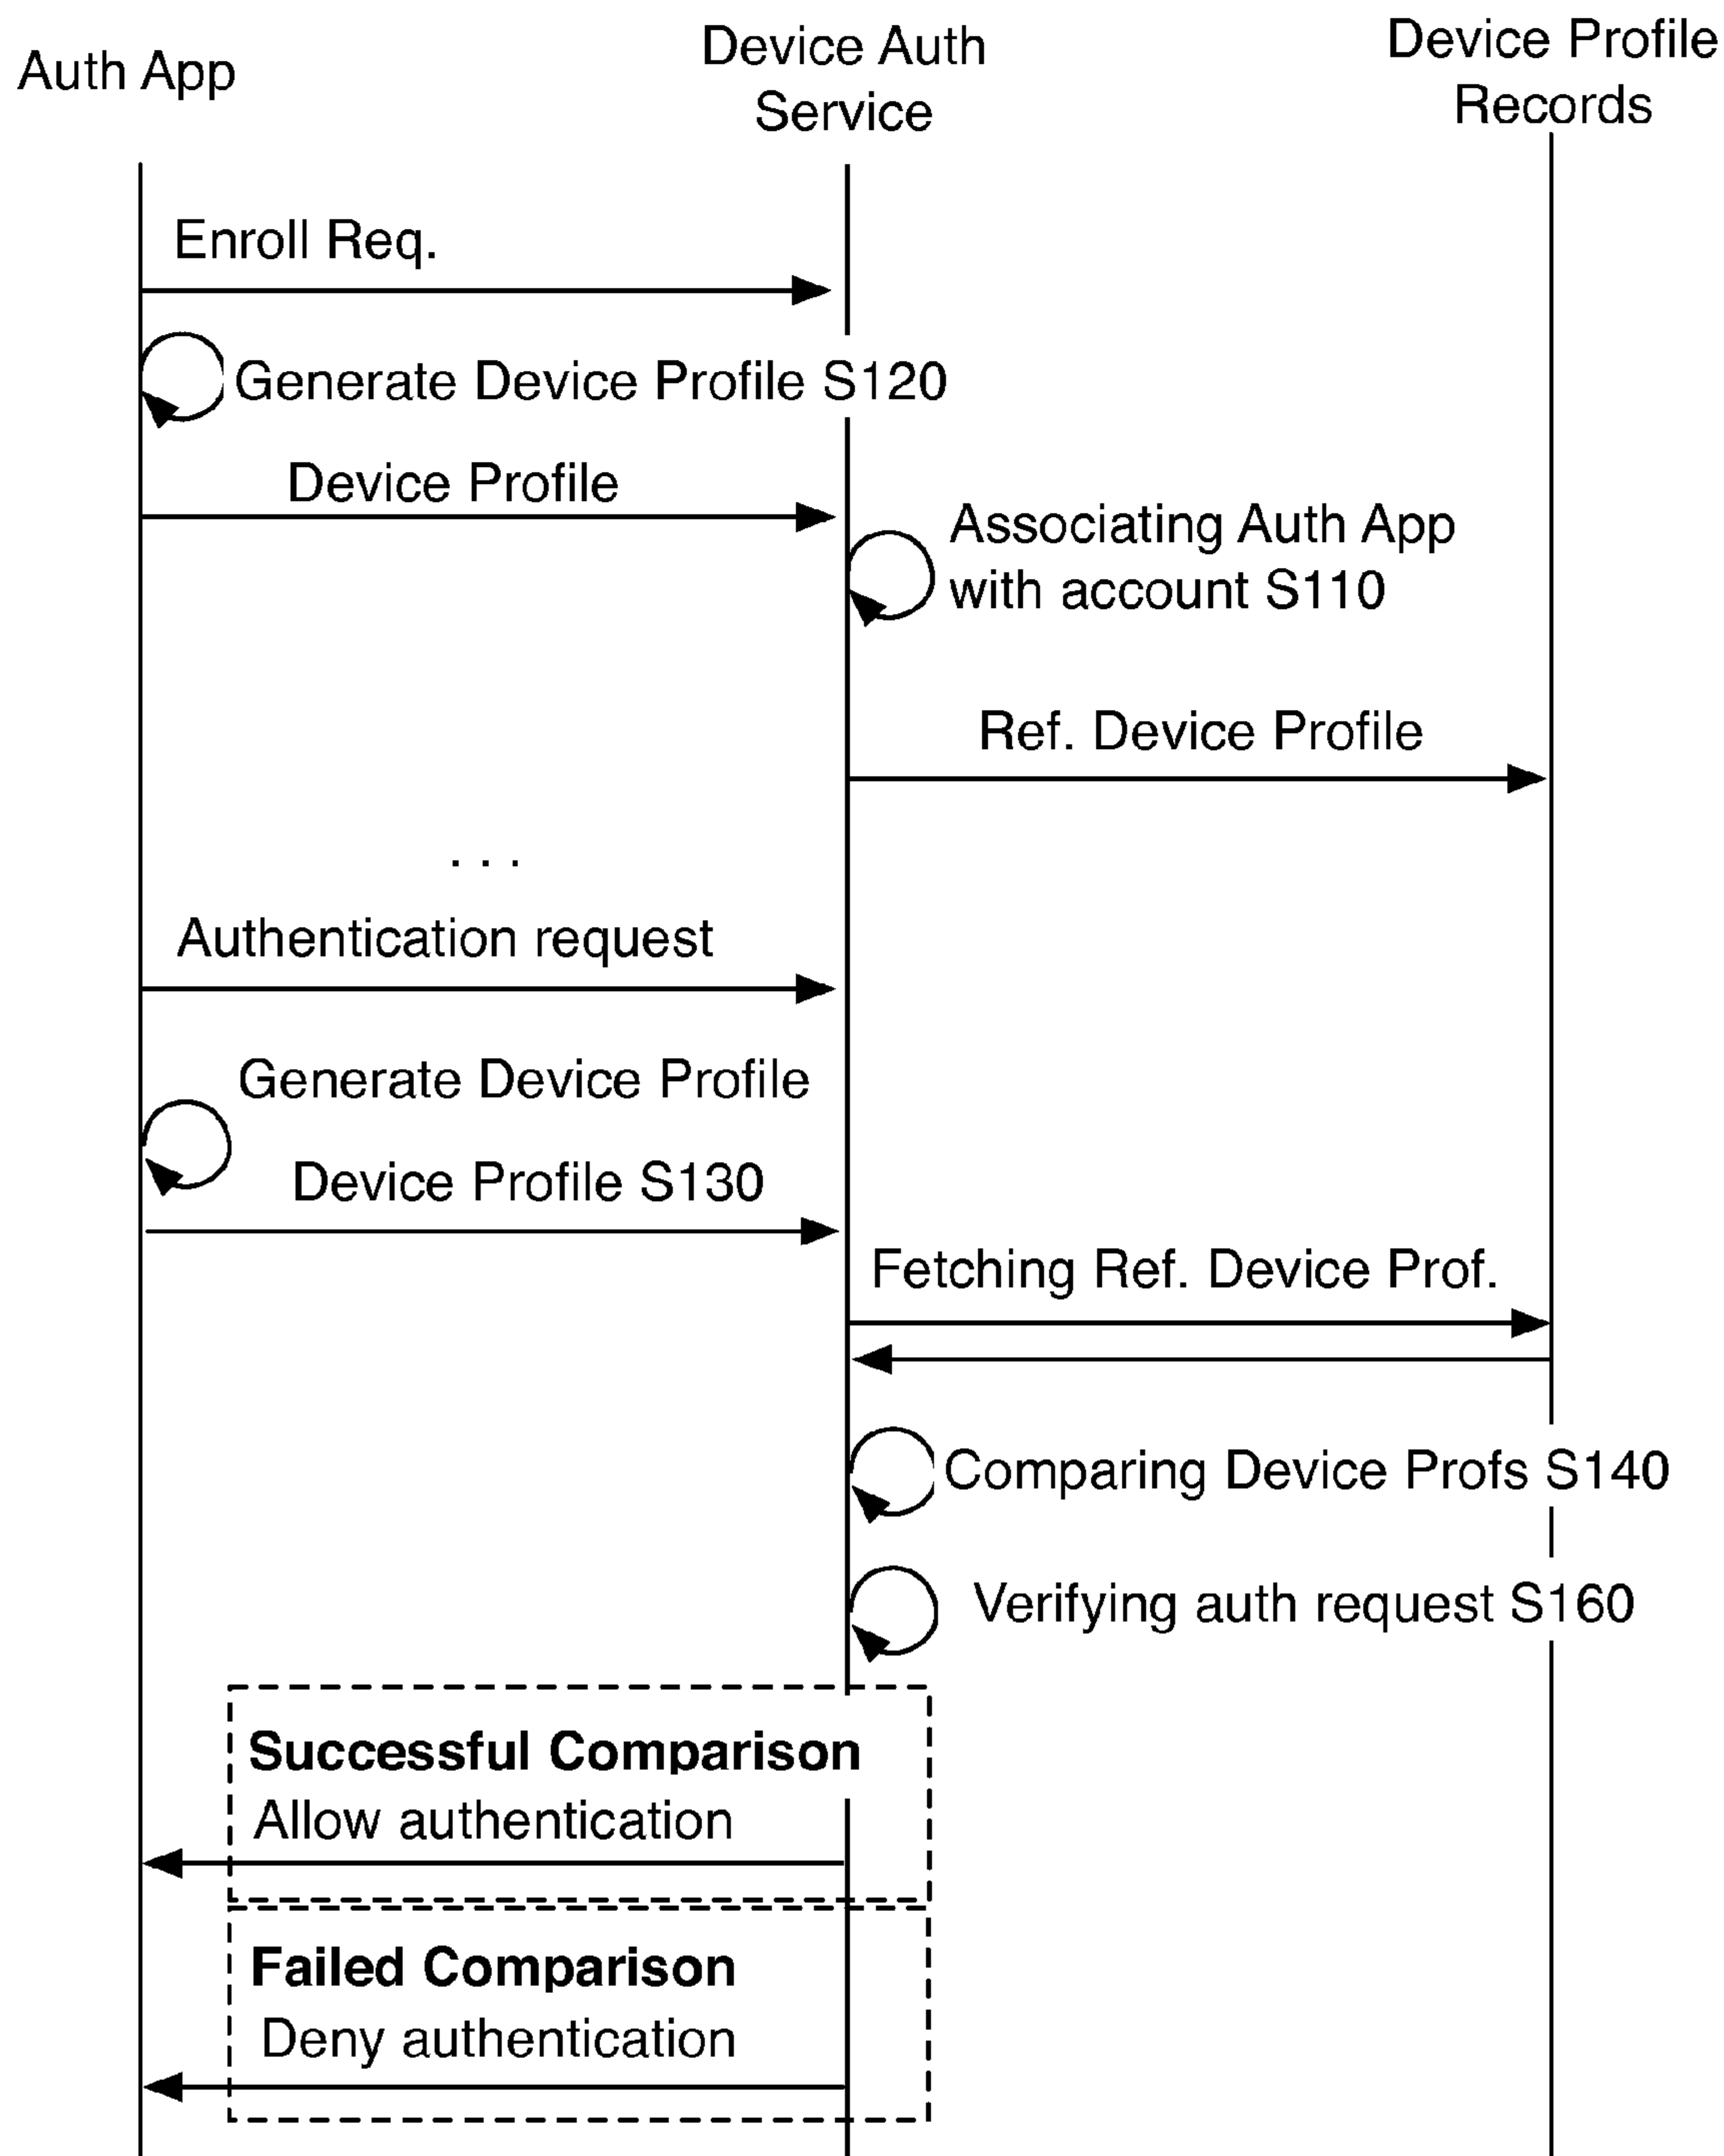 Auth App
Device Auth
Service
Device Profile
Records
Enroll Req.
Generate Device Profile S120
Device Profile
Associating Auth App
with account S110
Ref. Device Profile
. . .
Authentication request
Generate Device Profile
Device Profile S130
Fetching Ref. Device Prof.
Comparing Device Profs S140
Verifying auth request S160
Successful Comparison
Allow authentication
Failed Comparison
Deny authentication